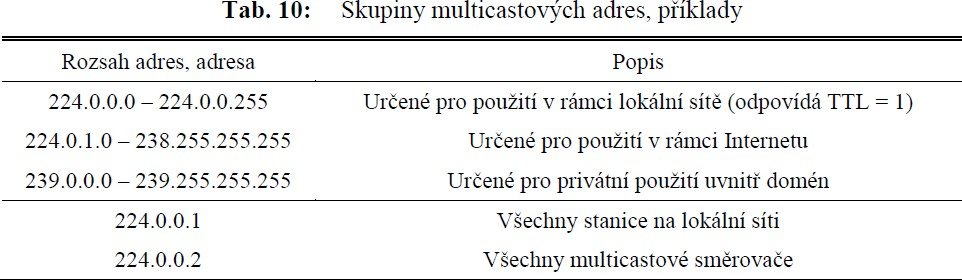 Tab. 10: Skupiny multicastových adres, příklady
Rozsah adres, adresa Popis
224.0.0.0 – 224.0.0.255 Určené pro použití v rámci lokální sítě (odpovídá TTL = 1)
224.0.1.0 – 238.255.255.255 Určené pro použití v rámci Internetu
239.0.0.0 – 239.255.255.255 Určené pro privátní použití uvnitř domén
224.0.0.1 Všechny stanice na lokální síti
224.0.0.2 Všechny multicastové směrovače